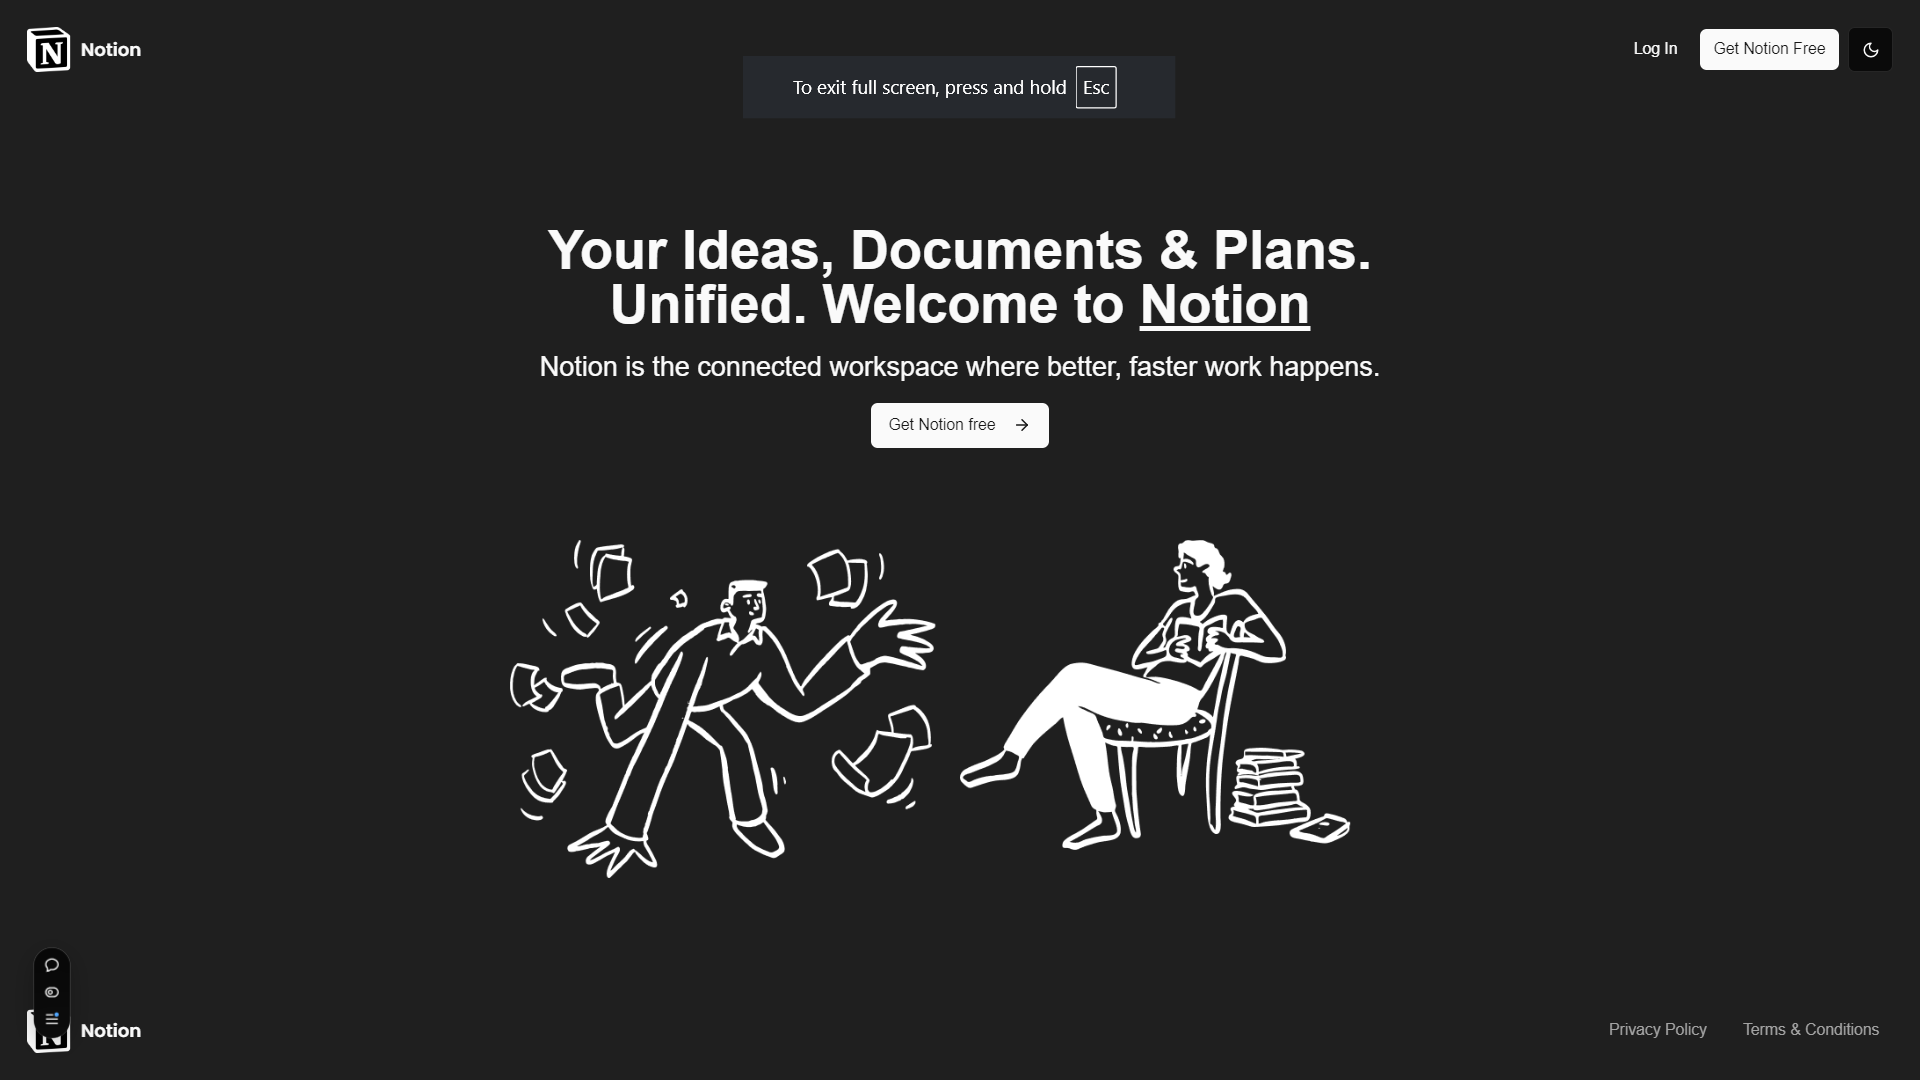 Notion
Log In
Get Notion Free
To exit full screen, press and hold Esc
Your Ideas, Documents & Plans.
Unified. Welcome to Notion
Notion is the connected workspace where better, faster work happens.
Get Notion free
Notion
Privacy Policy
Terms & Conditions